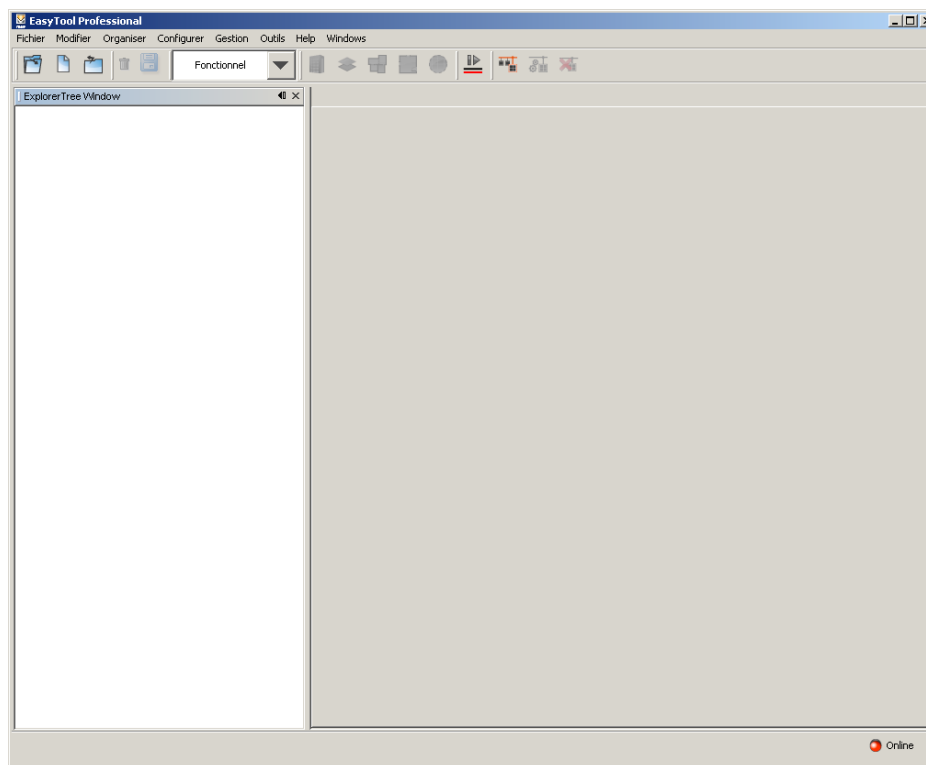 EasyTool Professional
Fichier Modifier Organiser Configurer Gestion Outils Help Windows
Fonctionnel
ExplorerTree Window
Online